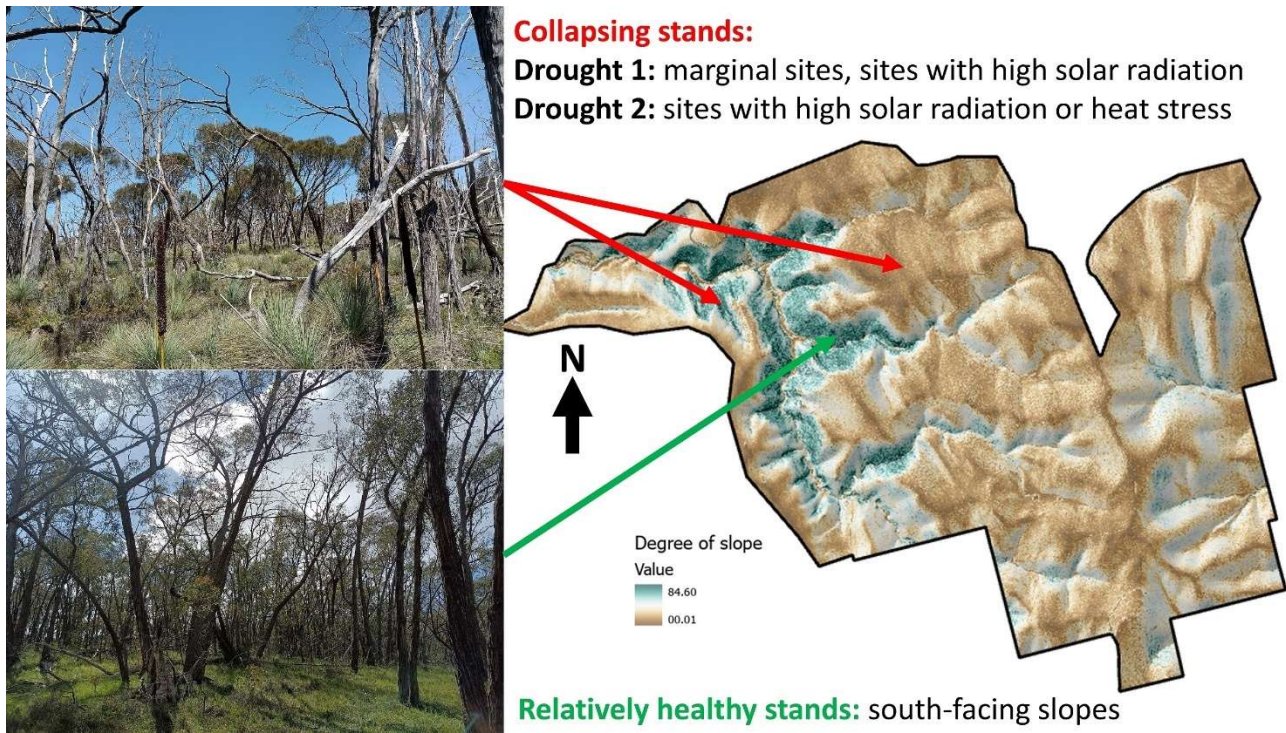 Collapsing stands:
Drought 1: marginal sites, sites with high solar radiation
Drought 2: sites with high solar radiation or heat stress
N
Degree of slope
Value
84.60
00.01
Relatively healthy stands: south-facing slopes